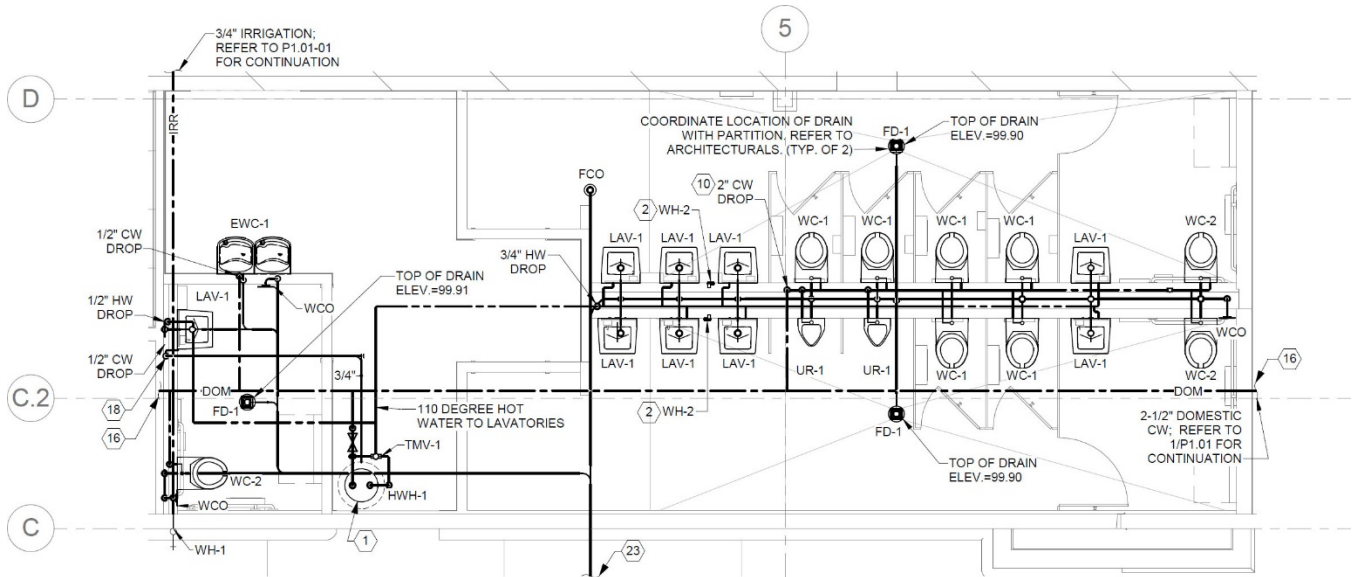 3/4" IRRIGATION;
REFER TO P1.01-01
FOR CONTINUATION
5
D
IRR
COORDINATE LOCATION OF DRAIN
WITH PARTITION, REFER TO
ARCHITECTURALS. (TYP. OF 2)
FD-1
TOP OF DRAIN
ELEV.=99.90
FCO
10
2" CW
DROP
2
WH-2
EWC-1
1/2" CW
DROP
LAV-1
LAV-1
LAV-1
WC-1
WC-1
WC-1
WC-1
LAV-1
WC-2
3/4" HW
DROP
TOP OF DRAIN
ELEV.=99.91
LAV-1
WCO
1/2" HW
DROP
1/2" CW
DROP
WCO
3/4"
LAV-1
LAV-1
LAV-1
UR-1
UR-1
WC-1
WC-1
LAV-1
WC-2
16
DOM
DOM
C.2
18
16
FD-1
110 DEGREE HOT
WATER TO LAVATORIES
2
WH-2
FD-1
2-1/2" DOMESTIC
CW; REFER TO
1/P1.01 FOR
CONTINUATION
TMV-1
TOP OF DRAIN
ELEV.=99.90
WC-2
HWH-1
WCO
C
WH-1
1
23